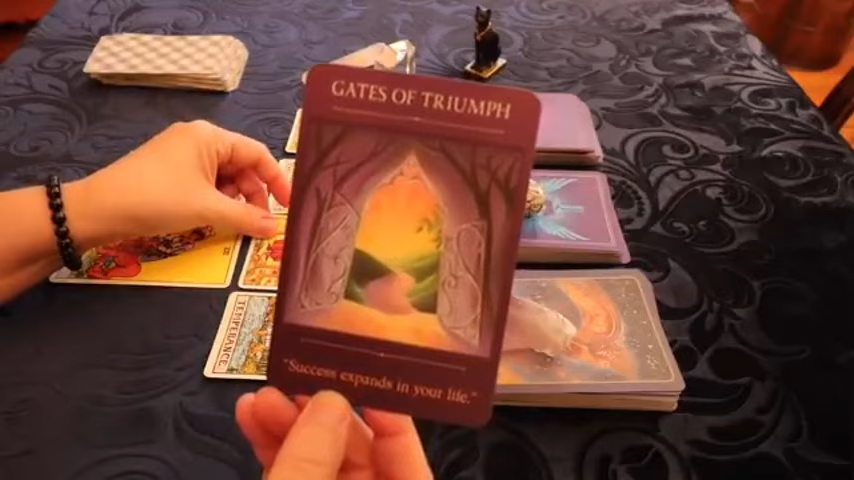 GATES OF TRIUMPH
"Success expands in your life."
TEMPERANCE